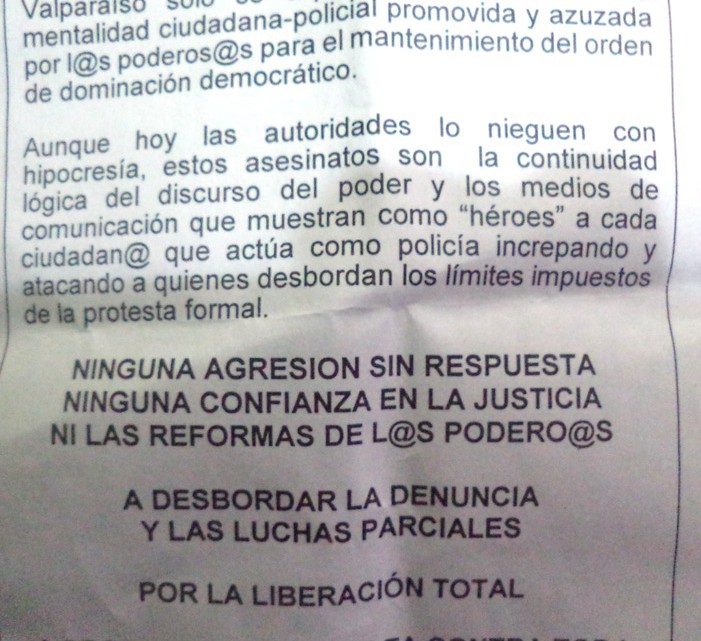 Valparaíso sólo se
mentalidad ciudadana-policial promovida y azuzada
por l@s poderos@s para el mantenimiento del orden
de dominación democrático.
Aunque hoy las autoridades lo nieguen con
hipocresía, estos asesinatos son la continuidad
lógica del discurso del poder y los medios de
comunicación que muestran como “héroes” a cada
ciudadan@ que actúa como policía increpando y
atacando a quienes desbordan los límites impuestos
de la protesta formal.
NINGUNA AGRESION SIN RESPUESTA
NINGUNA CONFIANZA EN LA JUSTICIA
NI LAS REFORMAS DE L@S PODERO@S
A DESBORDAR LA DENUNCIA
Y LAS LUCHAS PARCIALES
POR LA LIBERACIÓN TOTAL